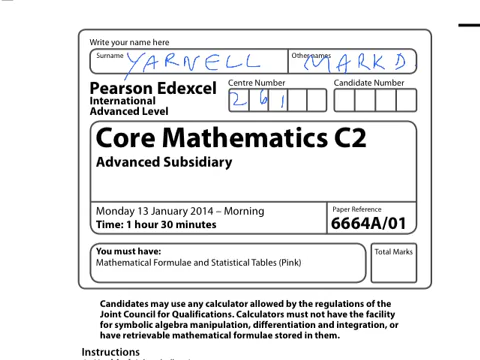 Write your name here
Surname YARNELL Other names MARK D
Pearson Edexcel
International
Advanced Level
Centre Number
2 6 1
Candidate Number
Core Mathematics C2
Advanced Subsidiary
Monday 13 January 2014 – Morning
Time: 1 hour 30 minutes
Paper Reference
6664A/01
You must have:
Mathematical Formulae and Statistical Tables (Pink)
Total Marks
Candidates may use any calculator allowed by the regulations of the
Joint Council for Qualifications. Calculators must not have the facility
for symbolic algebra manipulation, differentiation and integration, or
have retrievable mathematical formulae stored in them.
Instructions